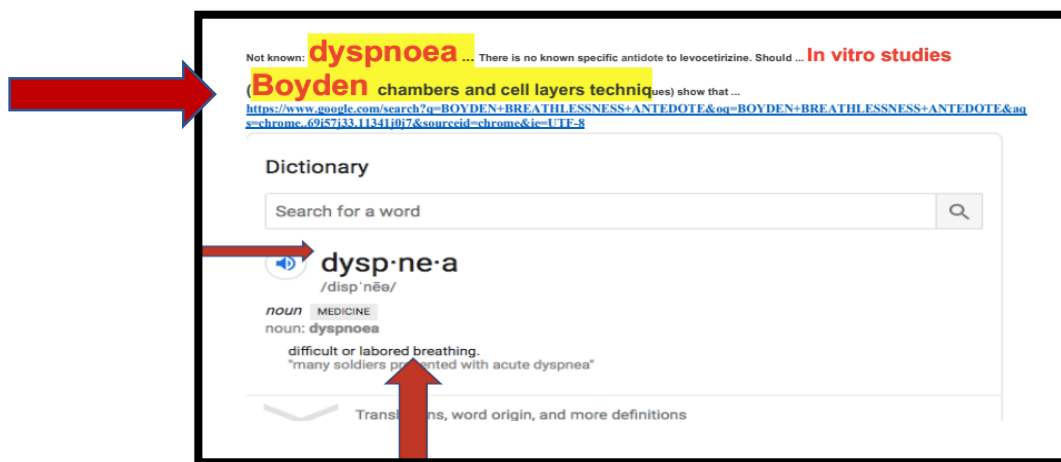 Not known: dyspnoea ... There is no known specific antidote to levocetirizine. Should ... In vitro studies
(Boyden chambers and cell layers techniques) show that ...
https://www.google.com/search?q=BOYDEN+BREATHLESSNESS+ANTEDOTE&oq=BOYDEN+BREATHLESSNESS+ANTEDOTE&aq
s=chrome..69i57j33.11341j0j7&sourceid=chrome&ie=UTF-8
Dictionary
Search for a word
dysp·ne·a
/dispˈnēə/
noun MEDICINE
noun: dyspnoea
difficult or labored breathing.
"many soldiers presented with acute dyspnea"
Translations, word origin, and more definitions